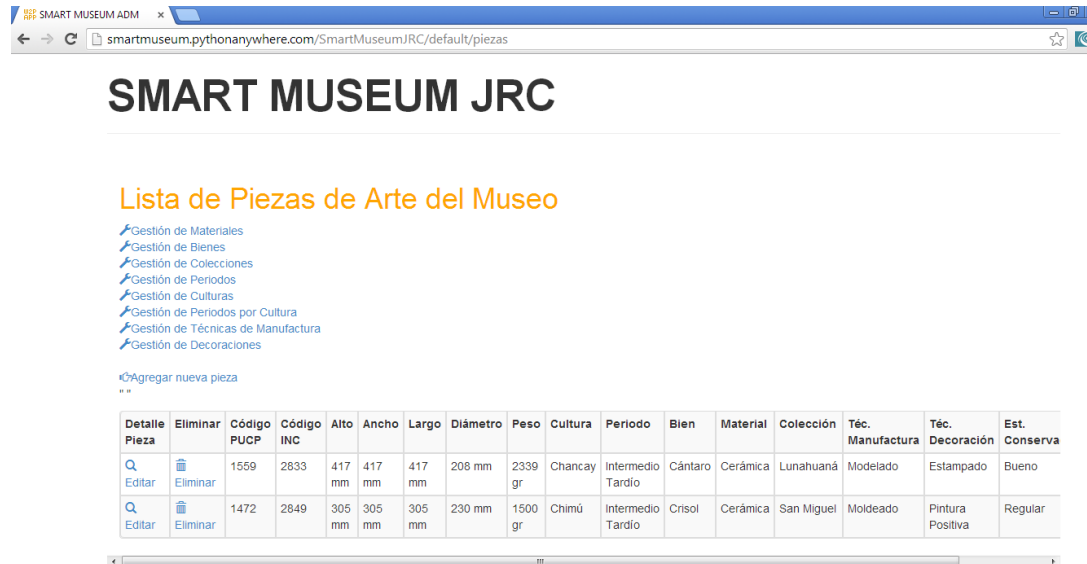 W2P APP SMART MUSEUM ADM
smartmuseum.pythonanywhere.com/SmartMuseumJRC/default/piezas
SMART MUSEUM JRC
Lista de Piezas de Arte del Museo
Gestión de Materiales
Gestión de Bienes
Gestión de Colecciones
Gestión de Periodos
Gestión de Culturas
Gestión de Periodos por Cultura
Gestión de Técnicas de Manufactura
Gestión de Decoraciones
Agregar nueva pieza
" "
Detalle Eliminar Código Código Alto Ancho Largo Diámetro Peso Cultura Periodo Bien Material Colección Téc. Téc. Est.
Pieza PUCP INC Manufactura Decoración Conserva
1559 2833 417 417 417 208 mm 2339 Chancay Intermedio Cántaro Cerámica Lunahuaná Modelado Estampado Bueno
Editar Eliminar mm mm mm gr Tardío
1472 2849 305 305 305 230 mm 1500 Chimú Intermedio Crisol Cerámica San Miguel Moldeado Pintura Regular
Editar Eliminar mm mm mm gr Tardío Positiva